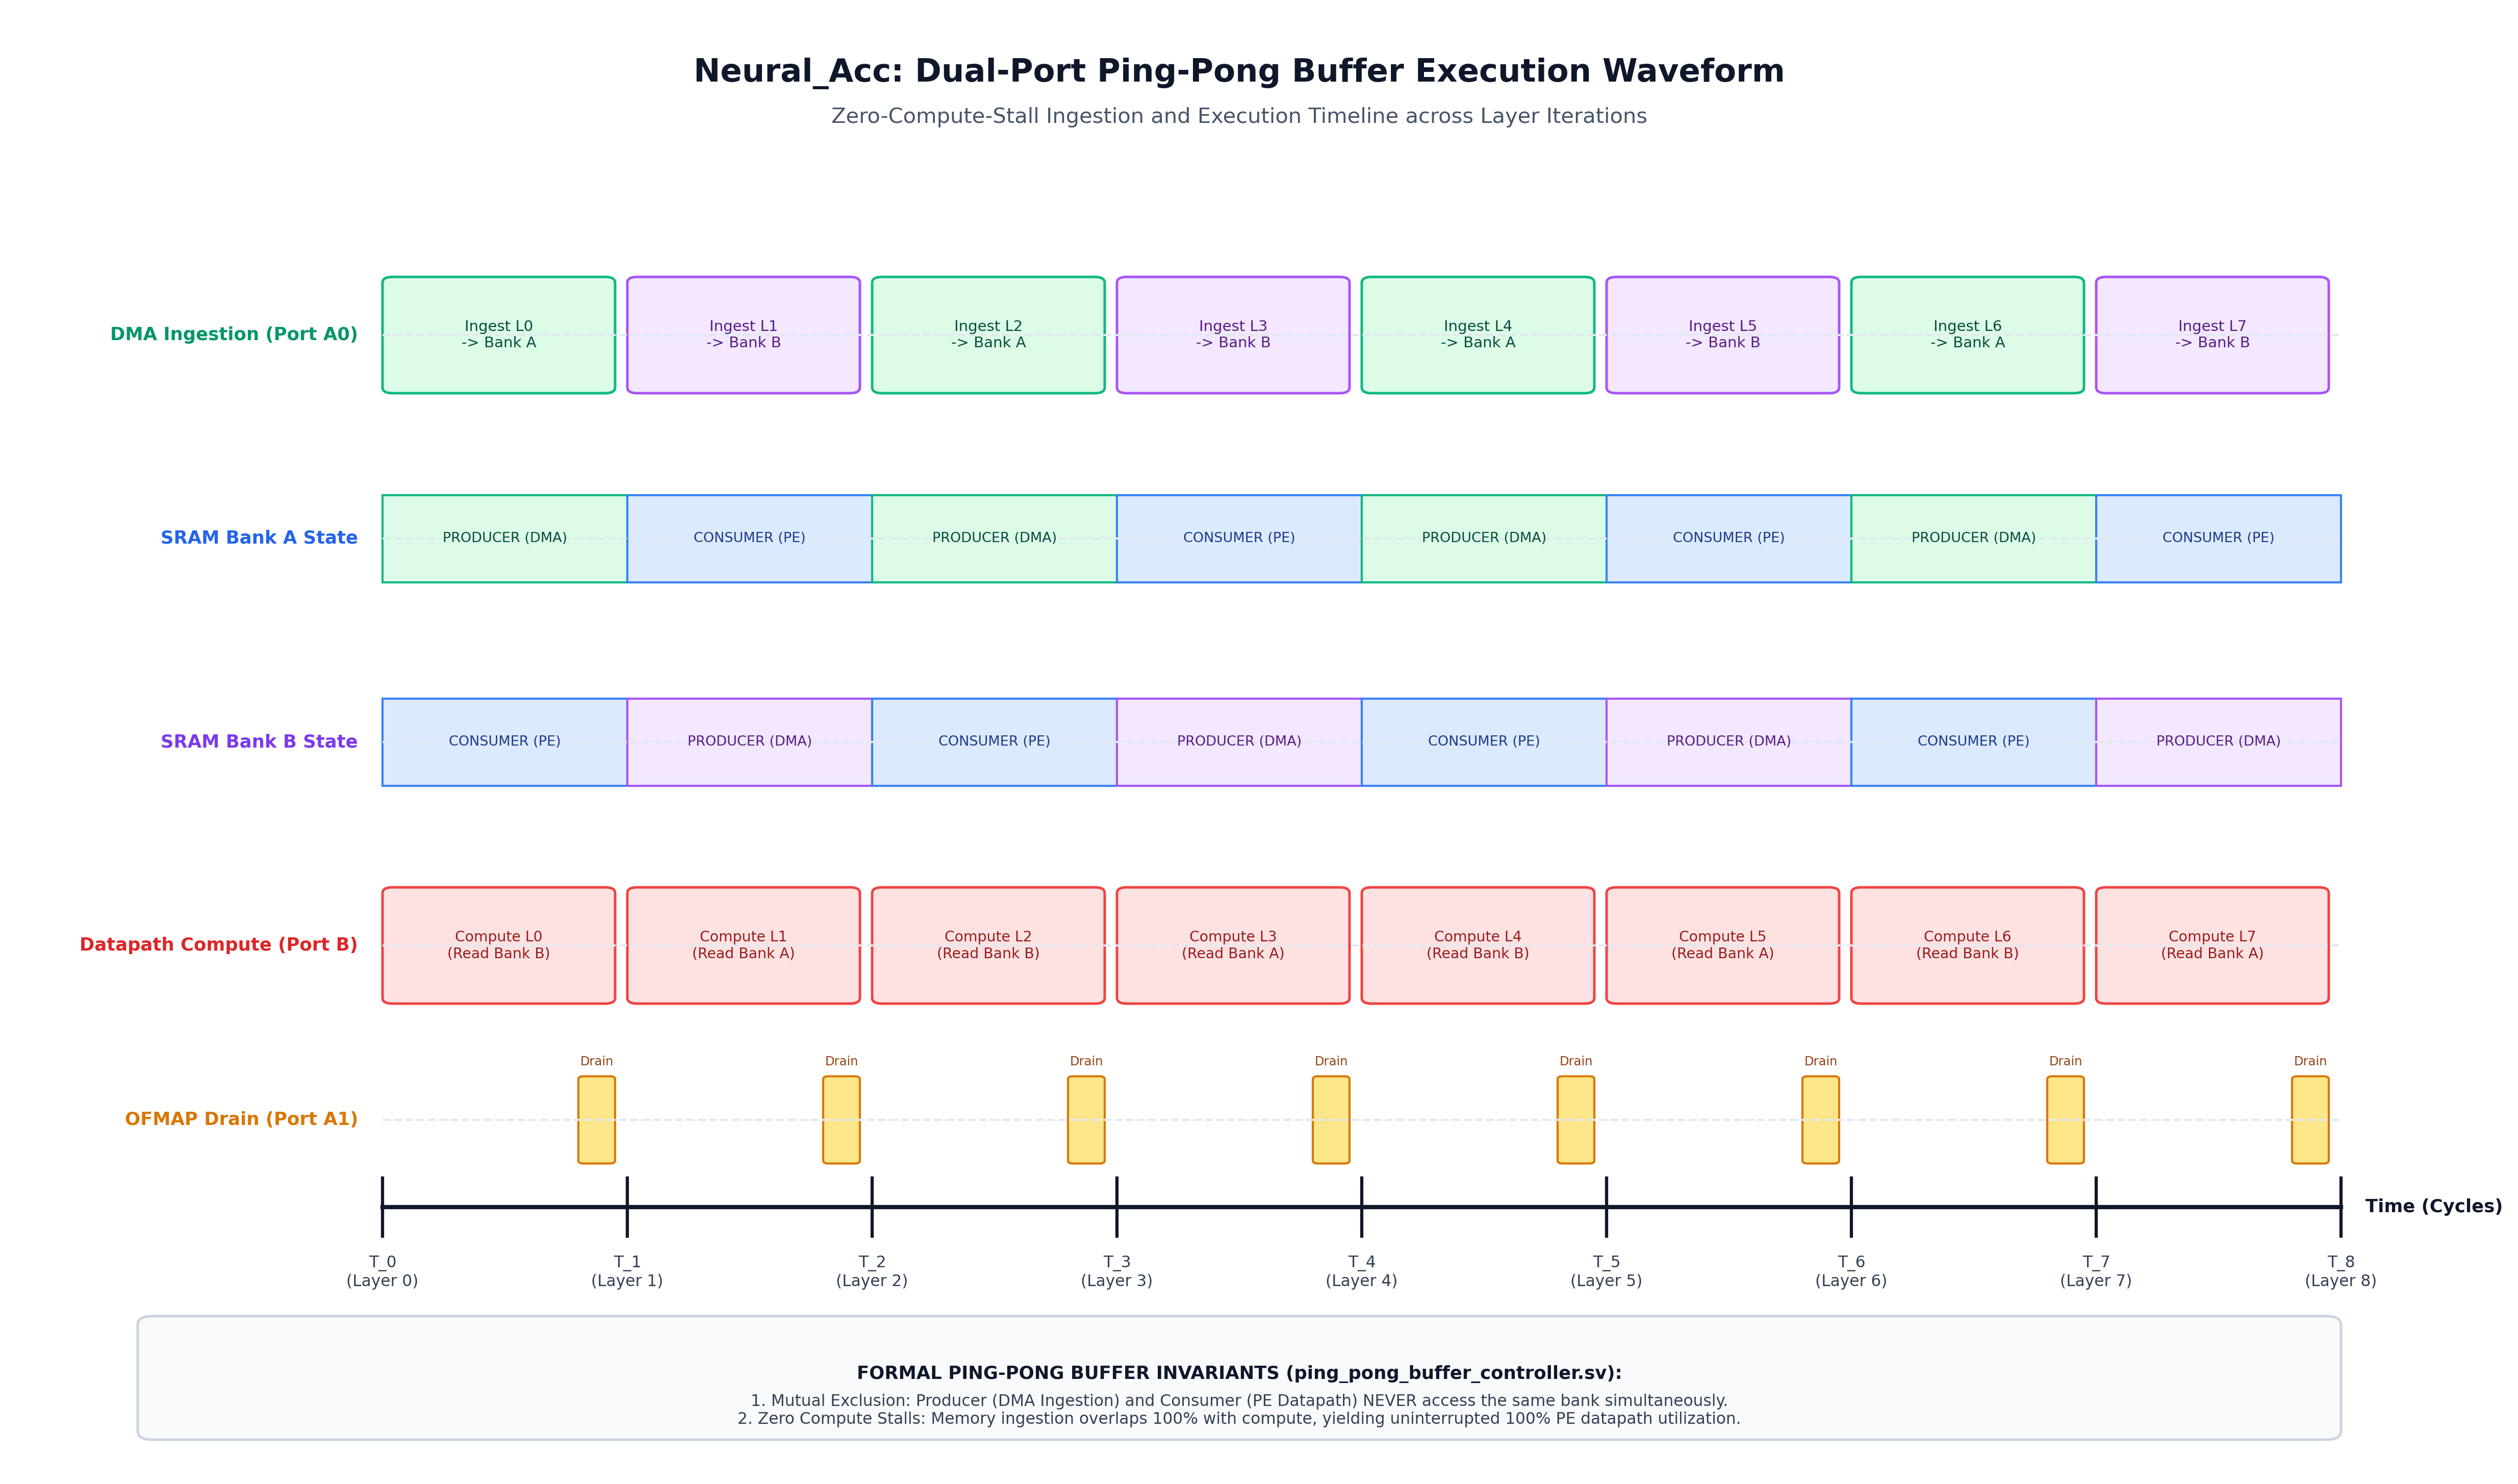 Neural_Acc: Dual-Port Ping-Pong Buffer Execution Waveform
Zero-Compute-Stall Ingestion and Execution Timeline across Layer Iterations
DMA Ingestion (Port A0)
Ingest L0
-> Bank A
Ingest L1
-> Bank B
Ingest L2
-> Bank A
Ingest L3
-> Bank B
Ingest L4
-> Bank A
Ingest L5
-> Bank B
Ingest L6
-> Bank A
Ingest L7
-> Bank B
SRAM Bank A State
PRODUCER (DMA)
CONSUMER (PE)
PRODUCER (DMA)
CONSUMER (PE)
PRODUCER (DMA)
CONSUMER (PE)
PRODUCER (DMA)
CONSUMER (PE)
SRAM Bank B State
CONSUMER (PE)
PRODUCER (DMA)
CONSUMER (PE)
PRODUCER (DMA)
CONSUMER (PE)
PRODUCER (DMA)
CONSUMER (PE)
PRODUCER (DMA)
Datapath Compute (Port B)
Compute L0
(Read Bank B)
Compute L1
(Read Bank A)
Compute L2
(Read Bank B)
Compute L3
(Read Bank A)
Compute L4
(Read Bank B)
Compute L5
(Read Bank A)
Compute L6
(Read Bank B)
Compute L7
(Read Bank A)
OFMAP Drain (Port A1)
Drain
Drain
Drain
Drain
Drain
Drain
Drain
Drain
Time (Cycles)
T_0
(Layer 0)
T_1
(Layer 1)
T_2
(Layer 2)
T_3
(Layer 3)
T_4
(Layer 4)
T_5
(Layer 5)
T_6
(Layer 6)
T_7
(Layer 7)
T_8
(Layer 8)
FORMAL PING-PONG BUFFER INVARIANTS (ping_pong_buffer_controller.sv):
1. Mutual Exclusion: Producer (DMA Ingestion) and Consumer (PE Datapath) NEVER access the same bank simultaneously.
2. Zero Compute Stalls: Memory ingestion overlaps 100% with compute, yielding uninterrupted 100% PE datapath utilization.